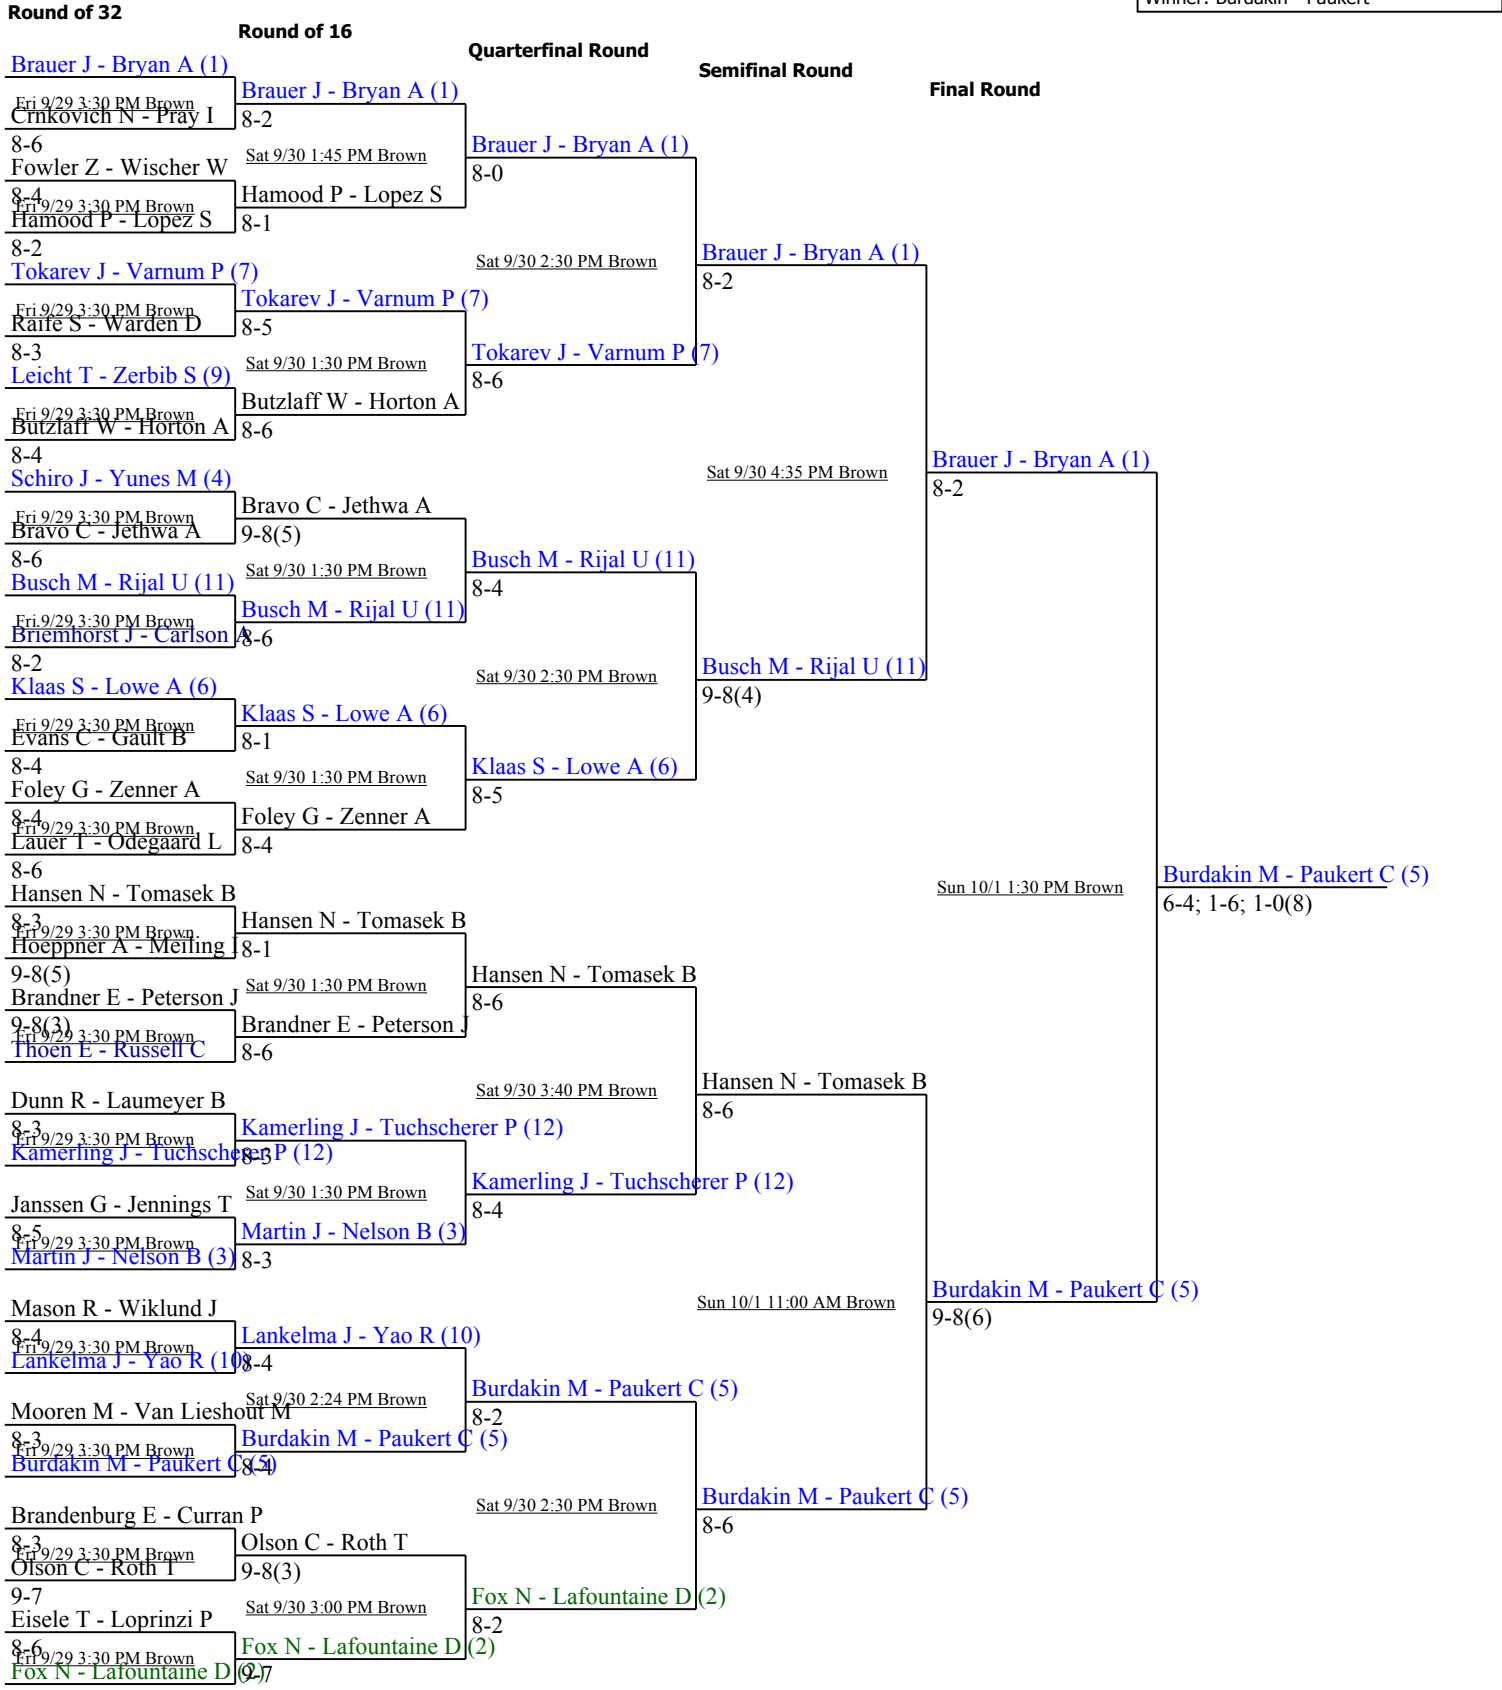 Winner: Burdakin - Paukert
Round of 32
Round of 16
Quarterfinal Round
Semifinal Round
Final Round
Brauer J - Bryan A (1)
Fri 9/29 3:30 PM Brown
Crnkovich N - Pray I
8-6
Fowler Z - Wischer W
8-4
Fri 9/29 3:30 PM Brown
Hamood P - Lopez S
8-2
Tokarev J - Varnum P (7)
Fri 9/29 3:30 PM Brown
Raife S - Warden D
8-3
Leicht T - Zerbib S (9)
Fri 9/29 3:30 PM Brown
Butzlaff W - Horton A
8-4
Schiro J - Yunes M (4)
Fri 9/29 3:30 PM Brown
Bravo C - Jethwa A
8-6
Busch M - Rijal U (11)
Fri 9/29 3:30 PM Brown
Briemhorst J - Carlson A
8-2
Klaas S - Lowe A (6)
Fri 9/29 3:30 PM Brown
Evans C - Gault B
8-4
Foley G - Zenner A
8-4
Fri 9/29 3:30 PM Brown
Lauer T - Odegaard L
8-6
Hansen N - Tomasek B
8-3
Fri 9/29 3:30 PM Brown
Hoeppner A - Meiling I
9-8(5)
Brandner E - Peterson J
9-8(3)
Fri 9/29 3:30 PM Brown
Thoen E - Russell C
Dunn R - Laumeyer B
8-3
Fri 9/29 3:30 PM Brown
Kamerling J - Tuchscherer P (12)
Janssen G - Jennings T
8-5
Fri 9/29 3:30 PM Brown
Martin J - Nelson B (3)
Mason R - Wiklund J
8-4
Fri 9/29 3:30 PM Brown
Lankelma J - Yao R (10)
Mooren M - Van Lieshout M
8-3
Fri 9/29 3:30 PM Brown
Burdakin M - Paukert C (5)
Brandenburg E - Curran P
8-3
Fri 9/29 3:30 PM Brown
Olson C - Roth T
9-7
Eisele T - Loprinzi P
8-6
Fri 9/29 3:30 PM Brown
Fox N - Lafountaine D (2)
Brauer J - Bryan A (1)
8-2
Sat 9/30 1:45 PM Brown
Hamood P - Lopez S
8-1
Tokarev J - Varnum P (7)
8-5
Sat 9/30 1:30 PM Brown
Butzlaff W - Horton A
8-6
Bravo C - Jethwa A
9-8(5)
Sat 9/30 1:30 PM Brown
Busch M - Rijal U (11)
8-6
Klaas S - Lowe A (6)
8-1
Sat 9/30 1:30 PM Brown
Foley G - Zenner A
8-4
Hansen N - Tomasek B
8-1
Sat 9/30 1:30 PM Brown
Brandner E - Peterson J
8-6
Kamerling J - Tuchscherer P (12)
8-3
Sat 9/30 1:30 PM Brown
Martin J - Nelson B (3)
8-3
Lankelma J - Yao R (10)
8-4
Sat 9/30 2:24 PM Brown
Burdakin M - Paukert C (5)
8-4
Olson C - Roth T
9-8(3)
Sat 9/30 3:00 PM Brown
Fox N - Lafountaine D (2)
9-7
Brauer J - Bryan A (1)
8-0
Sat 9/30 2:30 PM Brown
Tokarev J - Varnum P (7)
8-6
Busch M - Rijal U (11)
8-4
Sat 9/30 2:30 PM Brown
Klaas S - Lowe A (6)
8-5
Hansen N - Tomasek B
8-6
Sat 9/30 3:40 PM Brown
Kamerling J - Tuchscherer P (12)
8-4
Burdakin M - Paukert C (5)
8-2
Sat 9/30 2:30 PM Brown
Fox N - Lafountaine D (2)
8-2
Brauer J - Bryan A (1)
8-2
Sat 9/30 4:35 PM Brown
Busch M - Rijal U (11)
9-8(4)
Hansen N - Tomasek B
8-6
Sun 10/1 11:00 AM Brown
Burdakin M - Paukert C (5)
8-6
Brauer J - Bryan A (1)
8-2
Sun 10/1 1:30 PM Brown
Burdakin M - Paukert C (5)
9-8(6)
Burdakin M - Paukert C (5)
6-4; 1-6; 1-0(8)